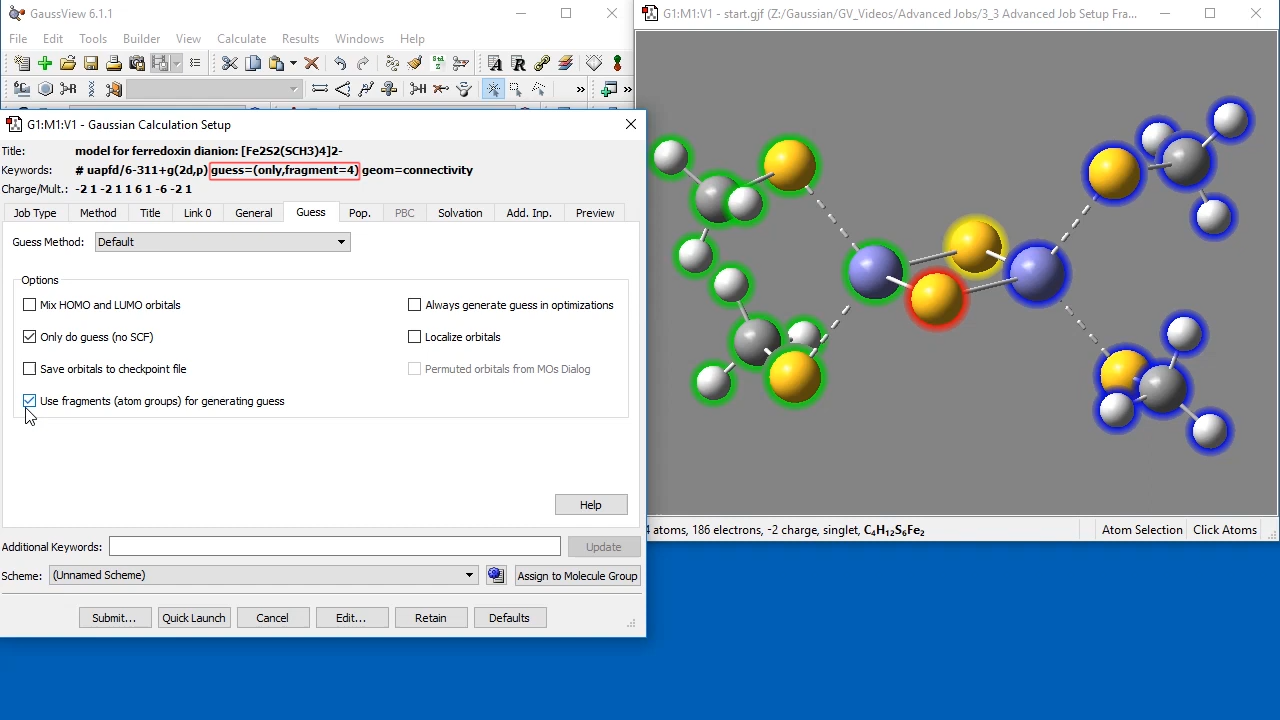 GaussView 6.1.1
File Edit Tools Builder View Calculate Results Windows Help
G1:M1:V1 - Gaussian Calculation Setup
Title: model for ferredoxin dianion: [Fe2S2(SCH3)4]2-
Keywords: # uapfd/6-311+g(2d,p) guess=(only,fragment=4) geom=connectivity
Charge/Mult.: -2 1 -2 1 1 6 1 -6 -2 1
Job Type Method Title Link 0 General Guess Pop. PBC Solvation Add. Inp. Preview
Guess Method: Default
Options
Mix HOMO and LUMO orbitals
Always generate guess in optimizations
Only do guess (no SCF)
Localize orbitals
Save orbitals to checkpoint file
Permuted orbitals from MOs Dialog
Use fragments (atom groups) for generating guess
Help
Additional Keywords: Update
Scheme: (Unnamed Scheme) Assign to Molecule Group
Submit... Quick Launch Cancel Edit... Retain Defaults
G1:M1:V1 - start.gjf (Z:/Gaussian/GV_Videos/Advanced Jobs/3_3 Advanced Job Setup Fra...
4 atoms, 186 electrons, -2 charge, singlet, C₄H₁₂S₆Fe₂ Atom Selection Click Atoms